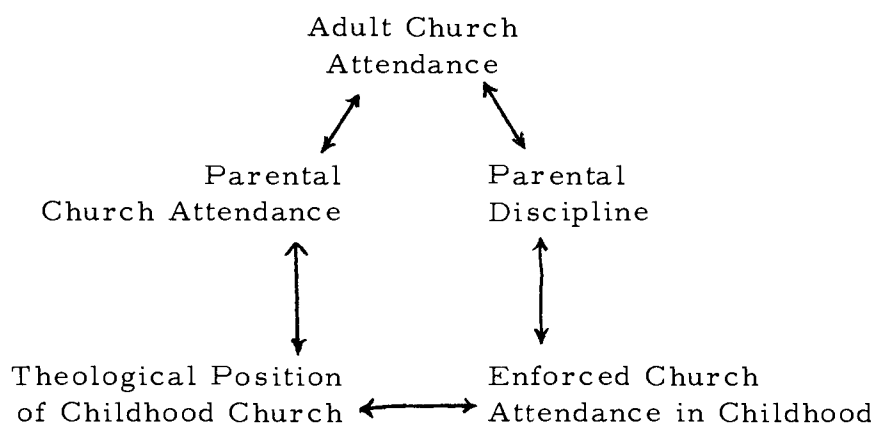 Adult Church
Attendance
Parental
Church Attendance
Parental
Discipline
Theological Position
of Childhood Church
Enforced Church
Attendance in Childhood